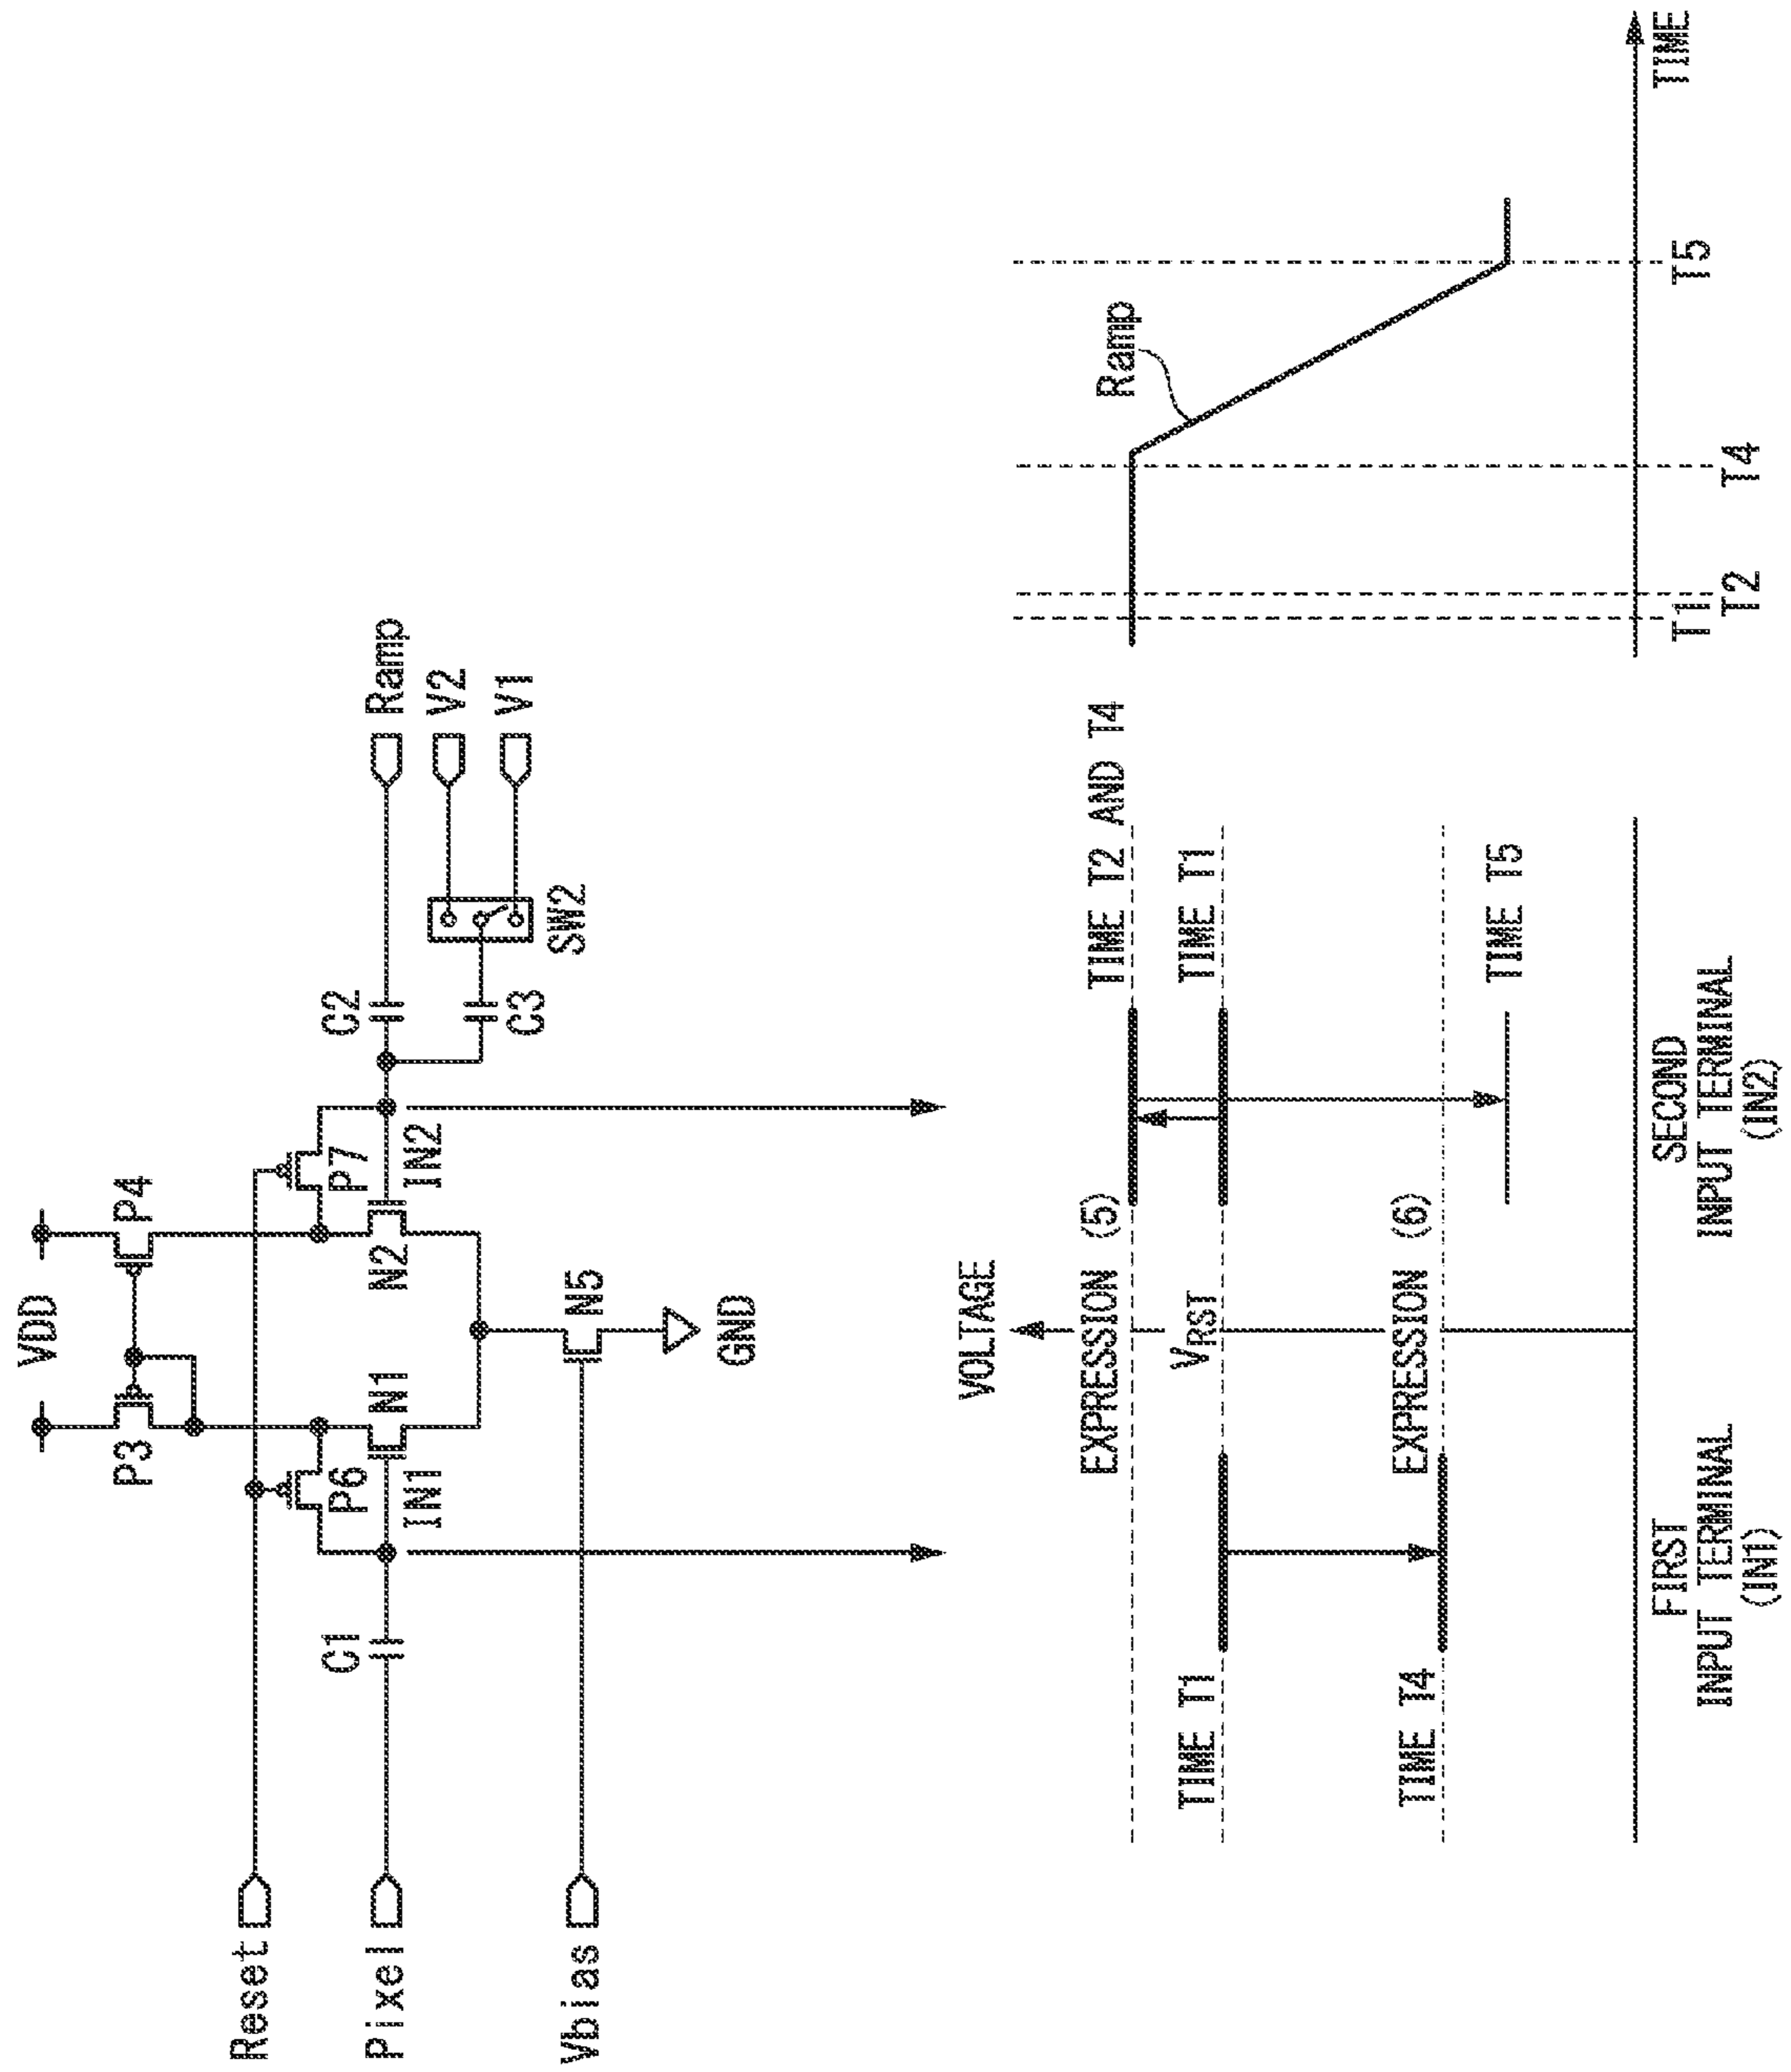 VDD
P3
P4
Reset
P6
P7
N1
N2
Pixel
C1
IN1
IN2
C2
Ramp
C3
V2
SW2
V1
Vbias
N5
GND
VOLTAGE
EXPRESSION (5)
TIME T2 AND T4
TIME T1
VRST
TIME T1
TIME T4
EXPRESSION (6)
TIME T5
FIRST
INPUT TERMINAL
(IN1)
SECOND
INPUT TERMINAL
(IN2)
Ramp
T1
T2
T4
T5
TIME